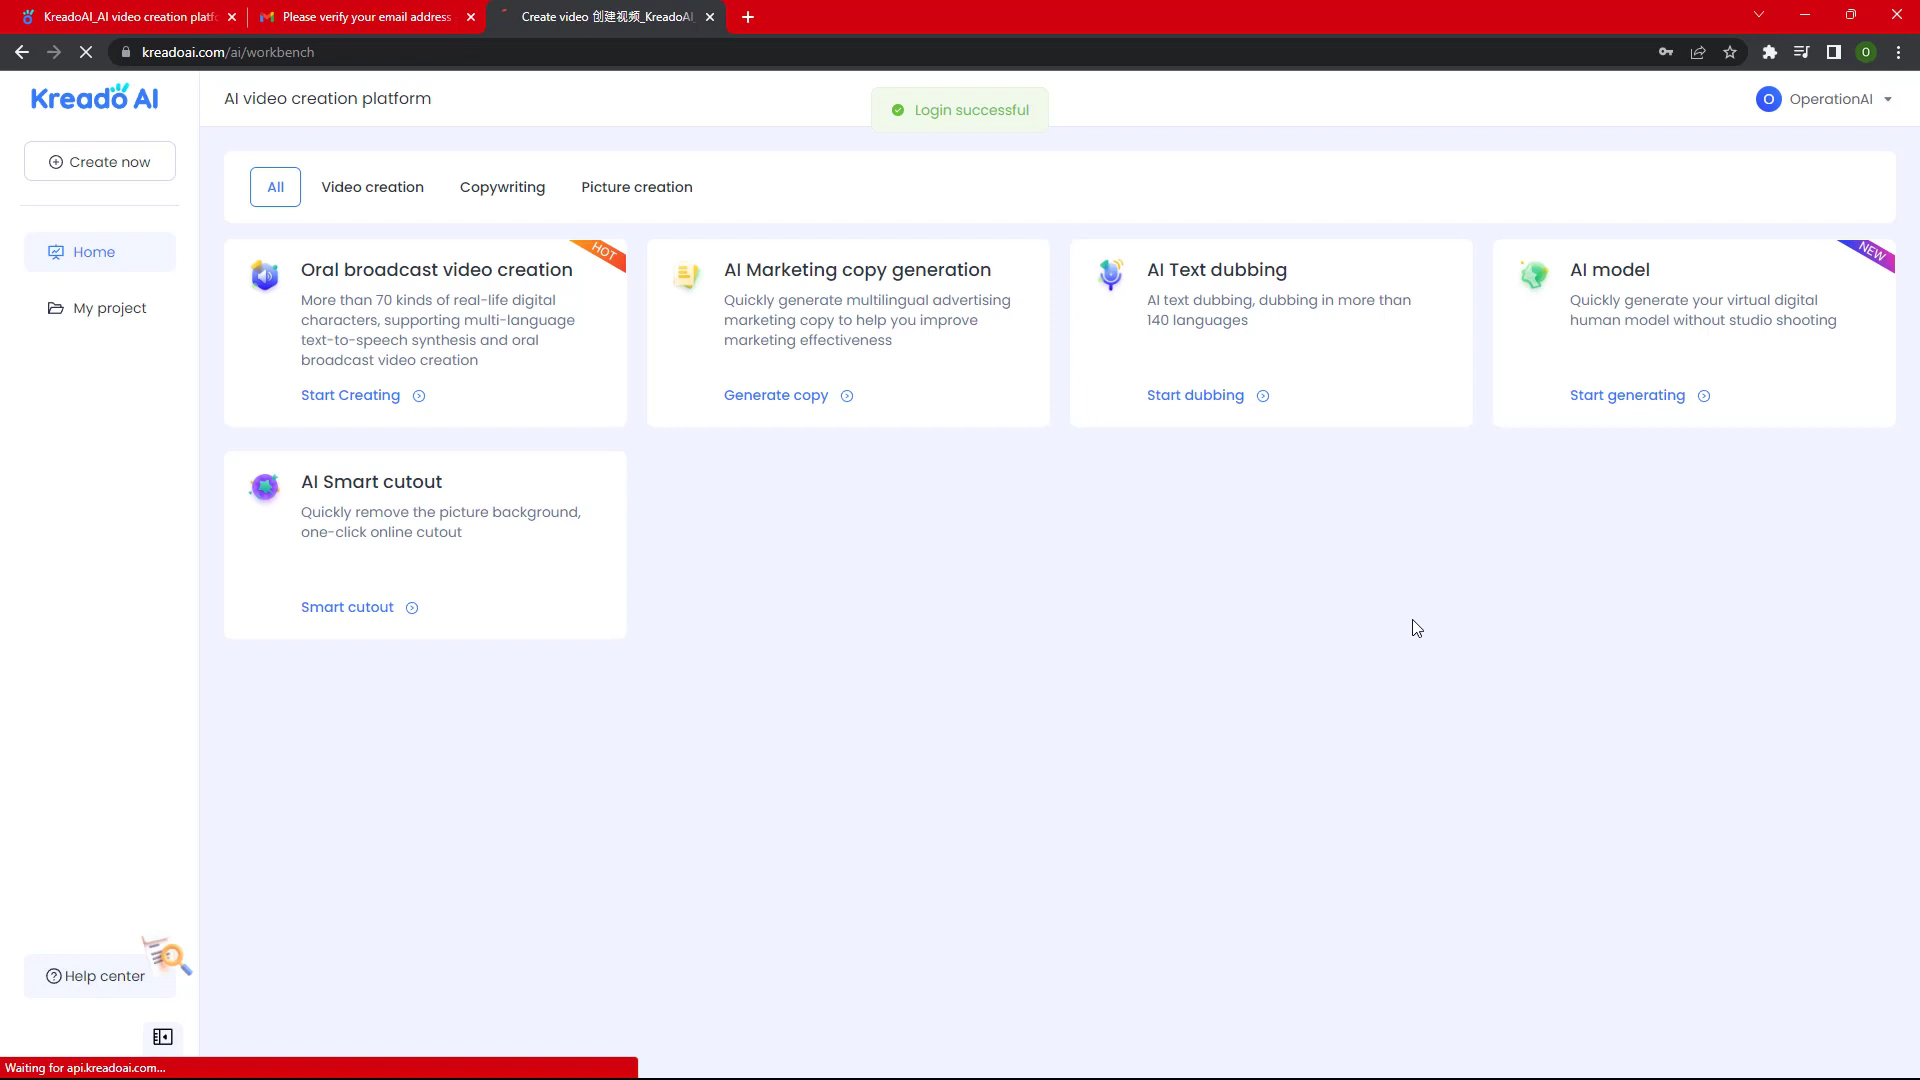 KreadoAI_AI video creation platf
Please verify your email address
Create video 创建视频_KreadoAI_
kreadoai.com/ai/workbench
O
Kreado AI
AI video creation platform
Login successful
O OperationAI
Create now
All Video creation Copywriting Picture creation
Home
My project
HOT
Oral broadcast video creation
More than 70 kinds of real-life digital
characters, supporting multi-language
text-to-speech synthesis and oral
broadcast video creation
Start Creating
AI Marketing copy generation
Quickly generate multilingual advertising
marketing copy to help you improve
marketing effectiveness
Generate copy
AI Text dubbing
AI text dubbing, dubbing in more than
140 languages
Start dubbing
NEW
AI model
Quickly generate your virtual digital
human model without studio shooting
Start generating
AI Smart cutout
Quickly remove the picture background,
one-click online cutout
Smart cutout
Help center
Waiting for api.kreadoai.com...